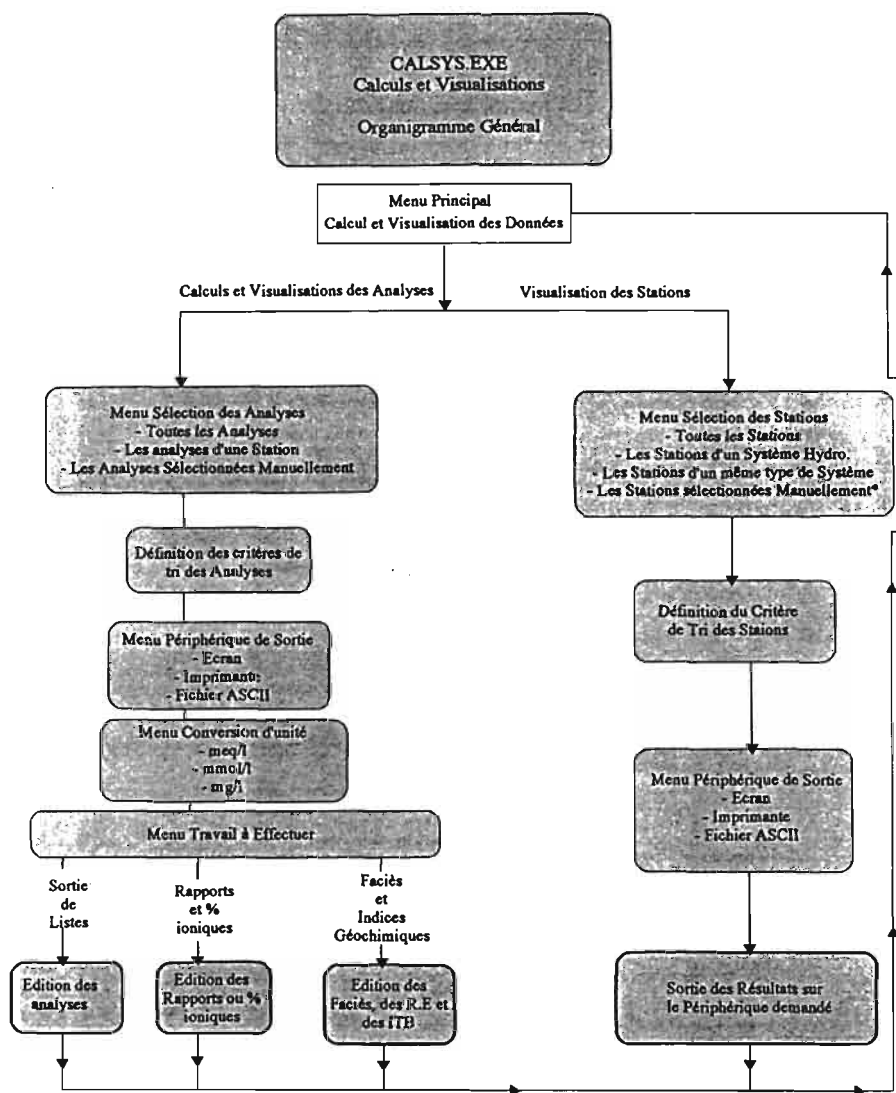 CALSYS.EXE
Calculs et Visualisations
Organigramme Général
Menu Principal
Calcul et Visualisation des Données
Calculs et Visualisations des Analyses
Visualisation des Stations
Menu Sélection des Analyses
- Toutes les Analyses
- Les analyses d'une Station
- Les Analyses Sélectionnées Manuellement
Menu Sélection des Stations
- Toutes les Stations
- Les Stations d'un Système Hydro.
- Les Stations d'un même type de Système
- Les Stations sélectionnées Manuellement*
Définition des critères de
tri des Analyses
Définition du Critère
de Tri des Staions
Menu Périphérique de Sortie
- Ecran
- Imprimante
- Fichier ASCII
Menu Conversion d'unité
- meq/l
- mmol/l
- mg/l
Menu Périphérique de Sortie
- Ecran
- Imprimante
- Fichier ASCII
Menu Travail à Effectuer
Sortie
de
Listes
Rapports
et %
ioniques
Faciès
et
Indices
Géochimiques
Edition des
analyses
Edition des
Rapports ou %
ioniques
Edition des
Faciès, des R.E et
des ITB
Sortie des Résultats sur
le Périphérique demandé